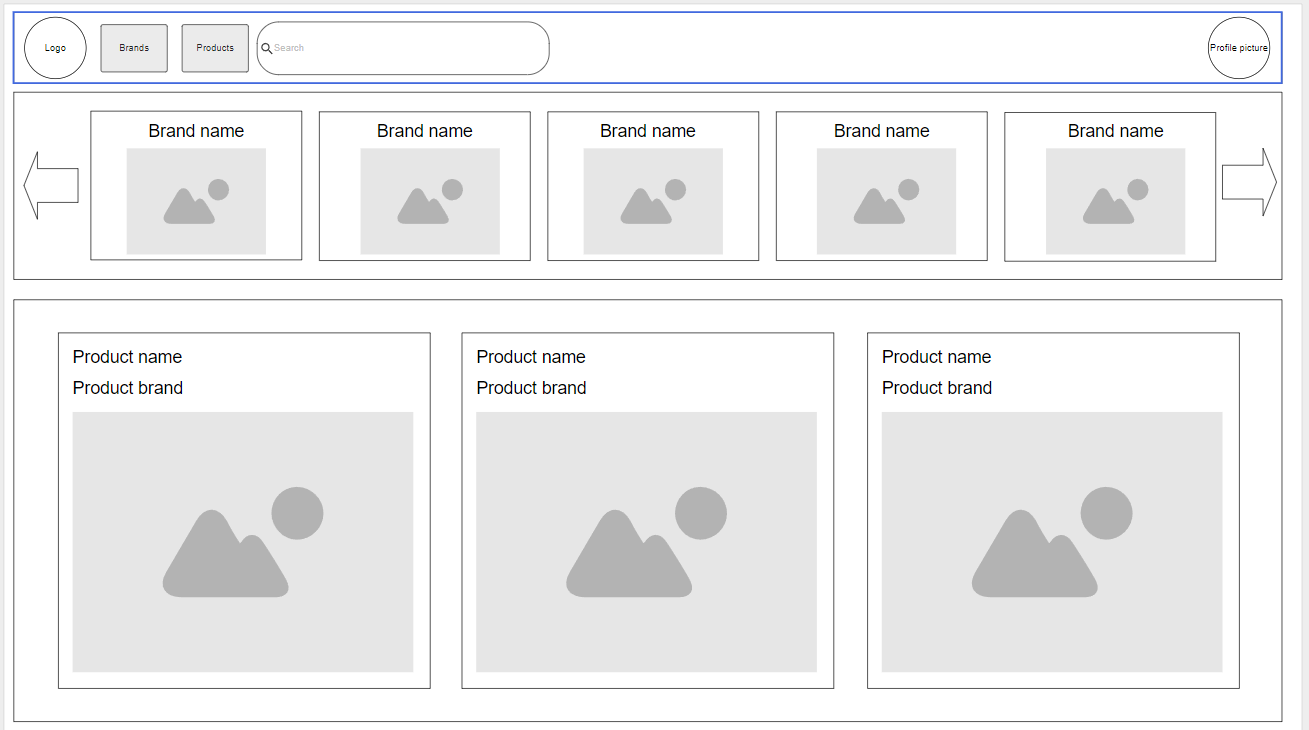 Logo
Brands
Products
Search
Profile picture
Brand name
Brand name
Brand name
Brand name
Brand name
Product name
Product brand
Product name
Product brand
Product name
Product brand